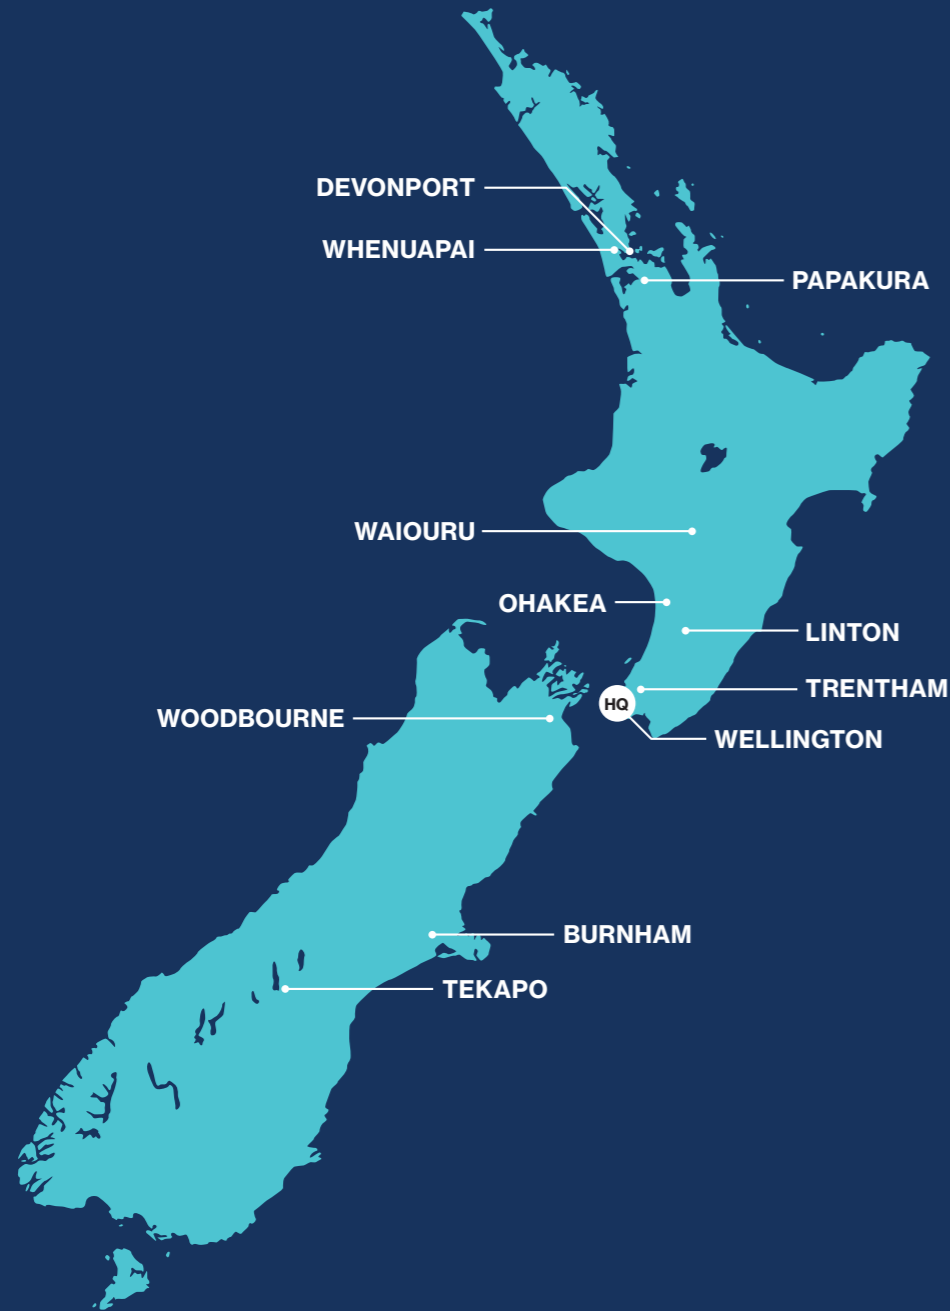 DEVONPORT
WHENUAPAI
PAPAKURA
WAIOURU
OHAKEA
LINTON
TRENTHAM
HQ
WOODBOURNE
WELLINGTON
BURNHAM
TEKAPO